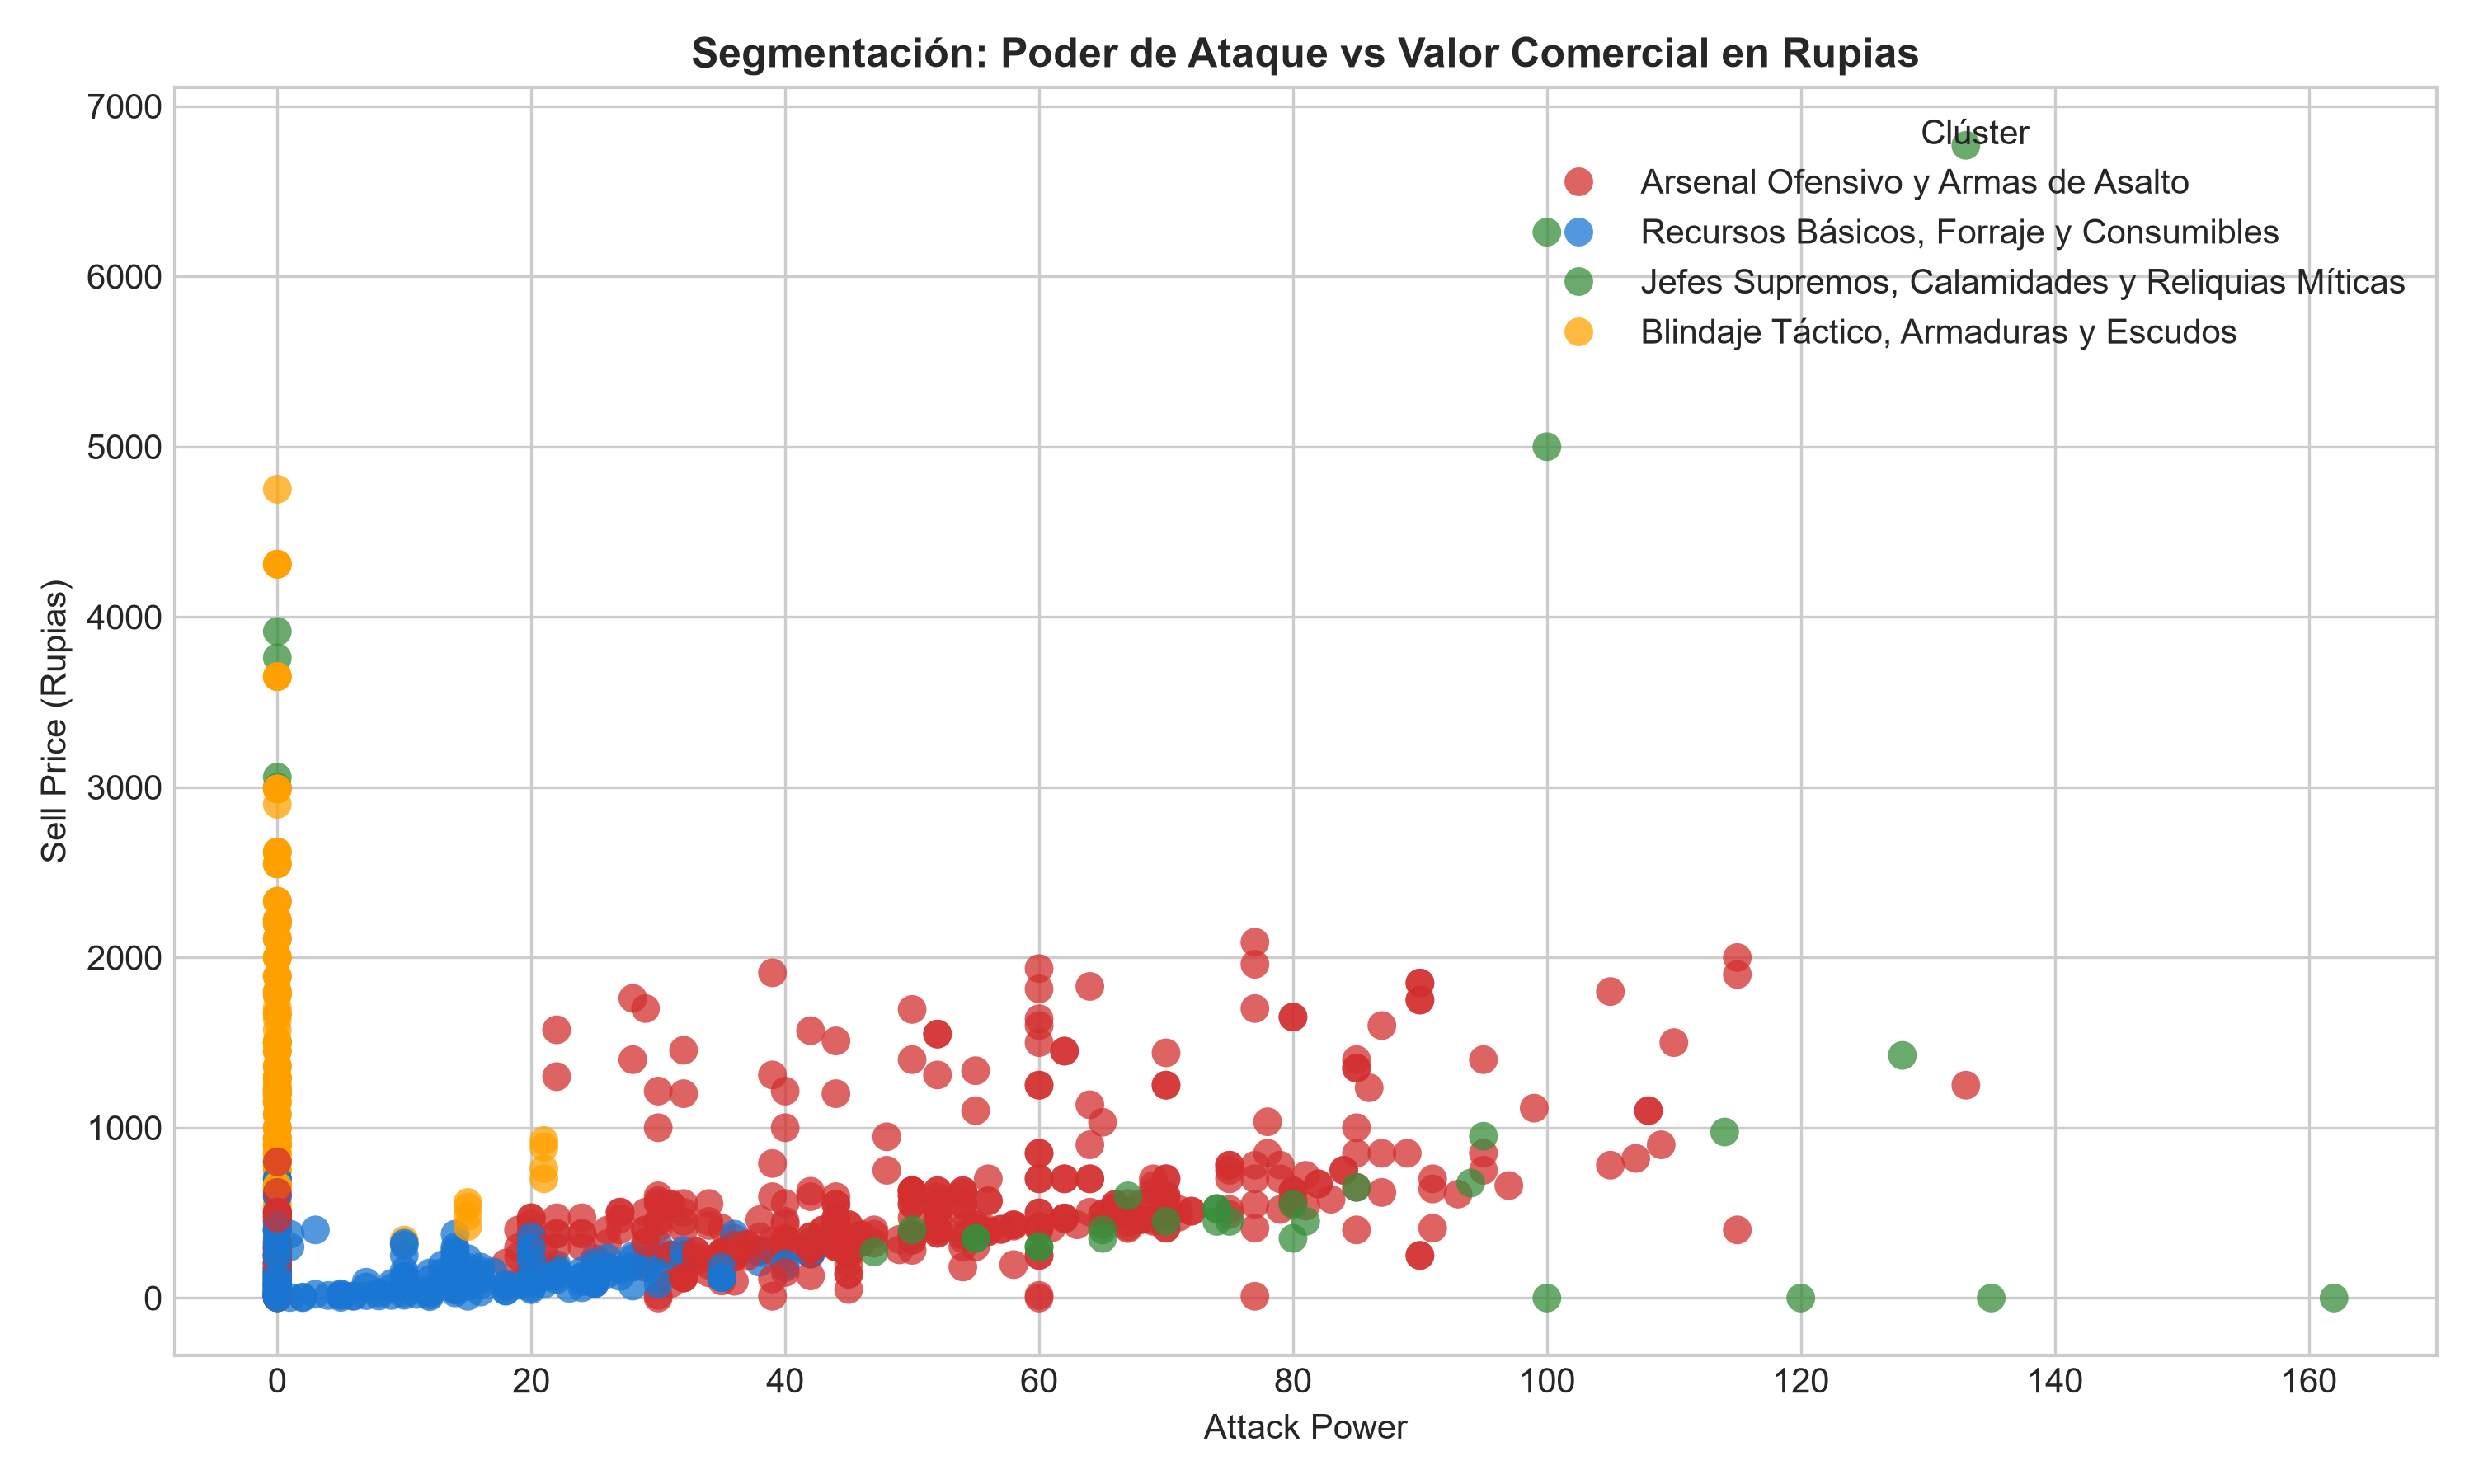 Segmentación: Poder de Ataque vs Valor Comercial en Rupias
7000
6000
5000
4000
3000
2000
1000
0
Sell Price (Rupias)
Clúster
Arsenal Ofensivo y Armas de Asalto
Recursos Básicos, Forraje y Consumibles
Jefes Supremos, Calamidades y Reliquias Míticas
Blindaje Táctico, Armaduras y Escudos
0 20 40 60 80 100 120 140 160
Attack Power